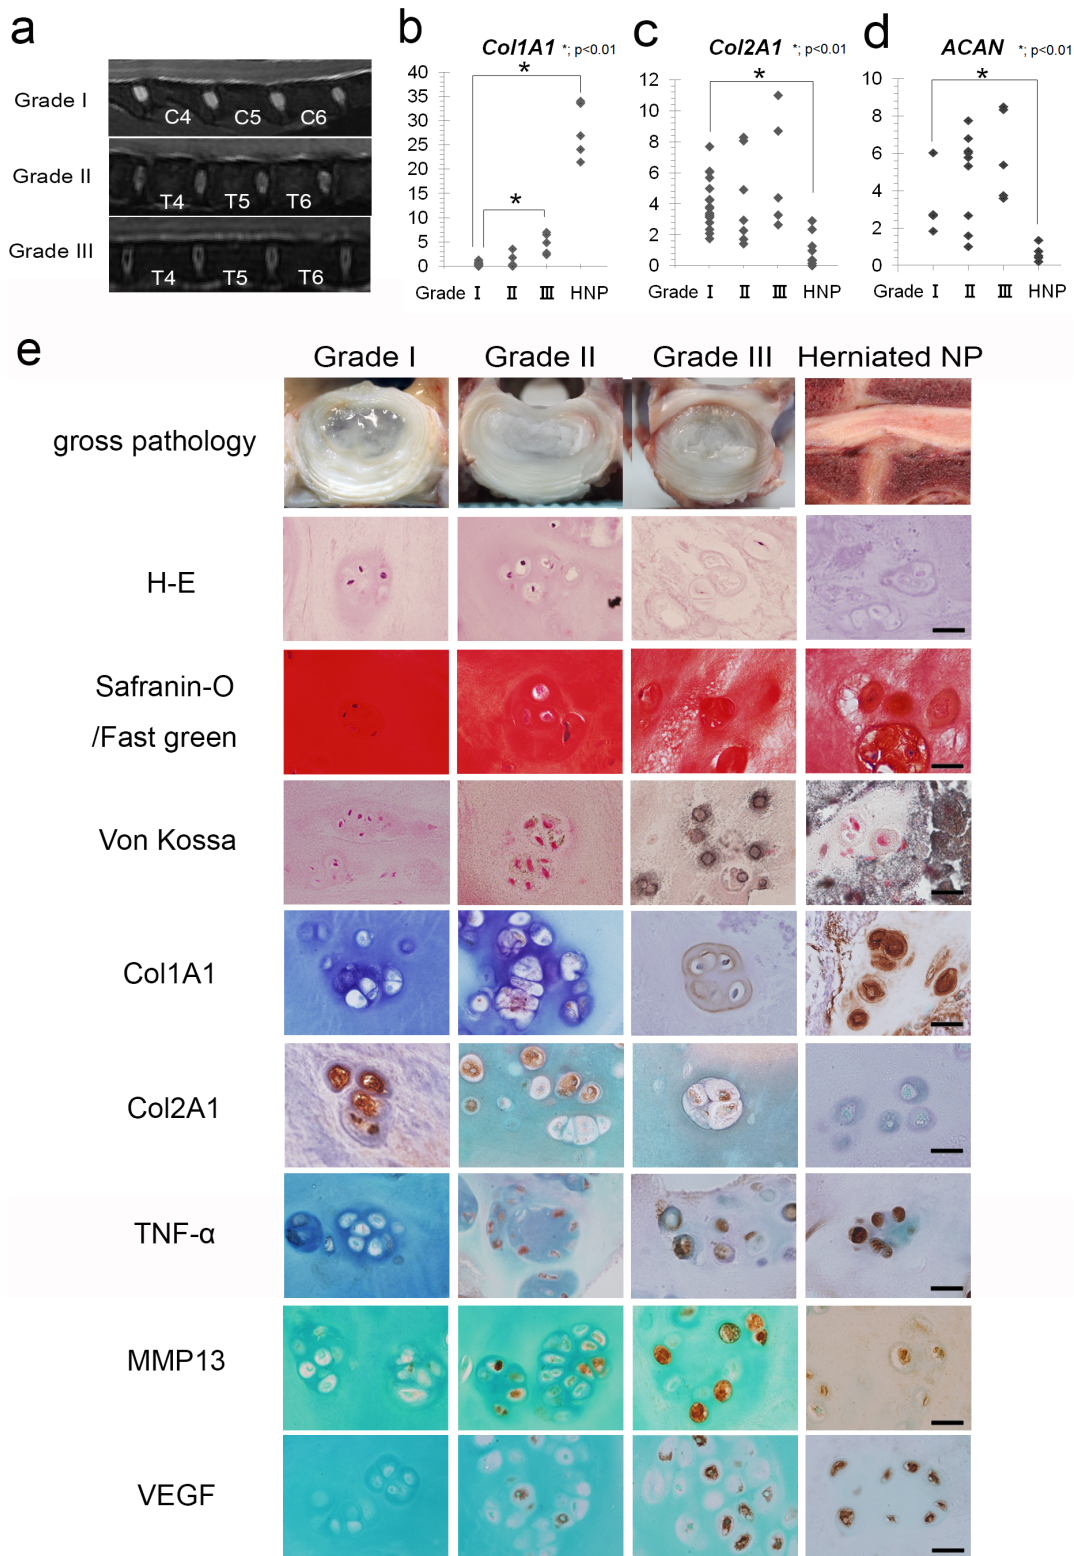 a
Grade I
C4 C5 C6
Grade II
T4 T5 T6
Grade III
T4 T5 T6
b
Col1A1 *; p<0.01
*
*
40
35
30
25
20
15
10
5
0
Grade I II III HNP
c
Col2A1 *; p<0.01
*
12
10
8
6
4
2
0
Grade I II III HNP
d
ACAN *; p<0.01
*
10
8
6
4
2
0
Grade I II III HNP
e
Grade I Grade II Grade III Herniated NP
gross pathology
H-E
Safranin-O
/Fast green
Von Kossa
Col1A1
Col2A1
TNF-α
MMP13
VEGF